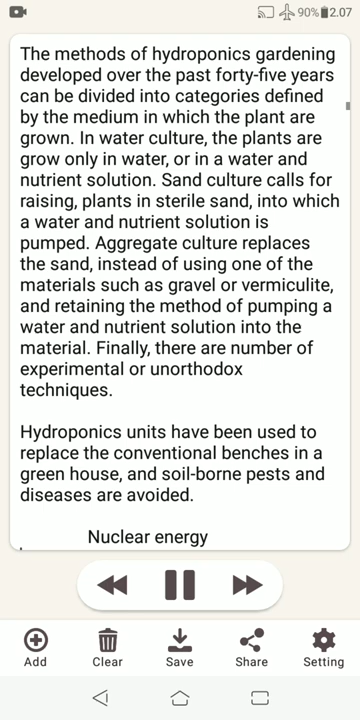 90% 2.07
The methods of hydroponics gardening
developed over the past forty-five years
can be divided into categories defined
by the medium in which the plant are
grown. In water culture, the plants are
grow only in water, or in a water and
nutrient solution. Sand culture calls for
raising, plants in sterile sand, into which
a water and nutrient solution is
pumped. Aggregate culture replaces
the sand, instead of using one of the
materials such as gravel or vermiculite,
and retaining the method of pumping a
water and nutrient solution into the
material. Finally, there are number of
experimental or unorthodox
techniques.
Hydroponics units have been used to
replace the conventional benches in a
green house, and soil-borne pests and
diseases are avoided.
Nuclear energy
Add Clear Save Share Setting